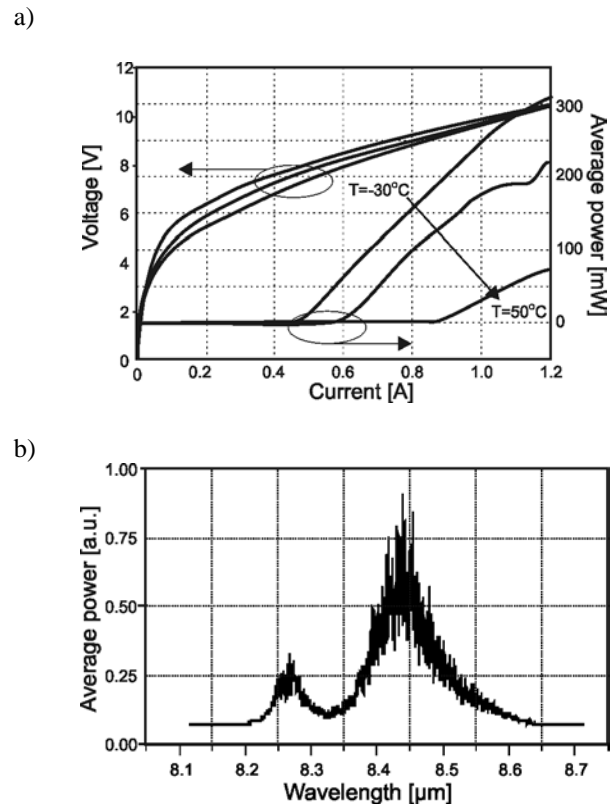 a)
12
10
8
6
4
2
0
Voltage [V]
300
200
100
0
Average power [mW]
T=-30°C
T=50°C
0 0.2 0.4 0.6 0.8 1.0 1.2
Current [A]
b)
1.00
0.75
0.50
0.25
0.00
Average power [a.u.]
8.1 8.2 8.3 8.4 8.5 8.6 8.7
Wavelength [µm]